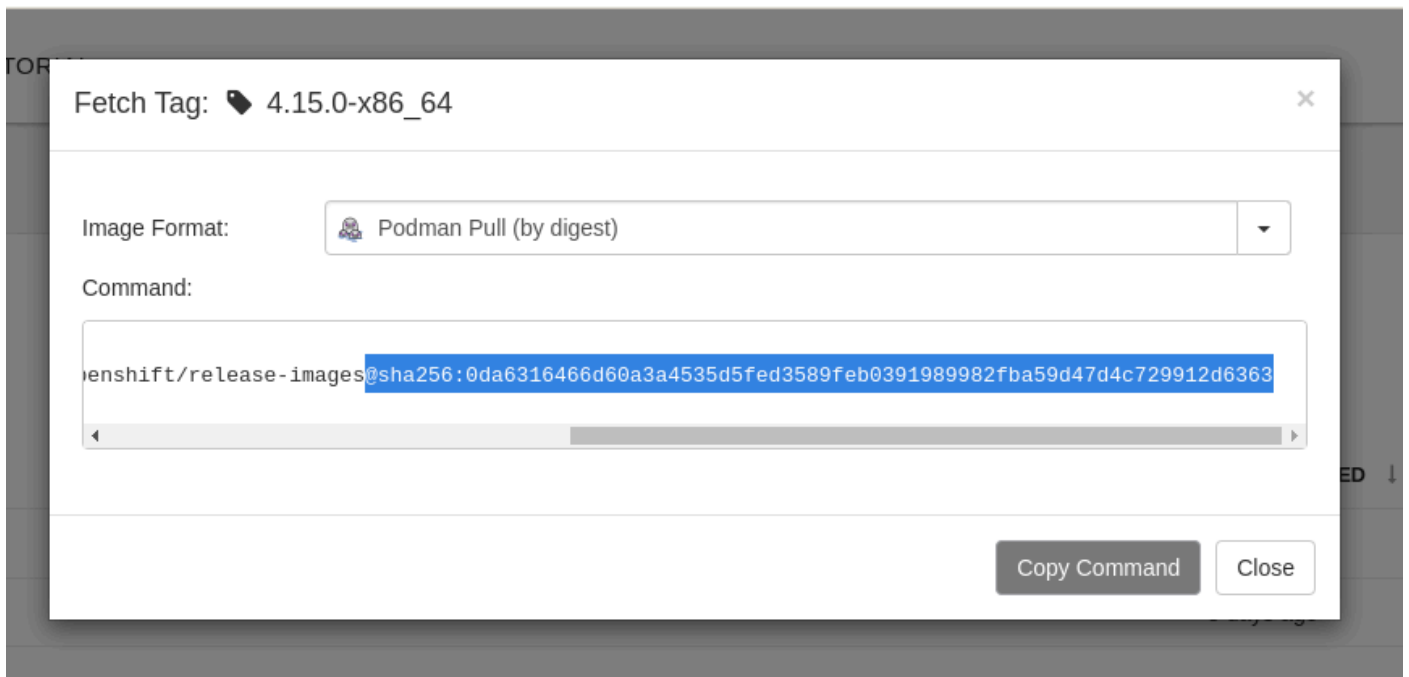 Fetch Tag: 4.15.0-x86_64
×
Image Format:
Podman Pull (by digest)
Command:
penshift/release-images@sha256:0da6316466d60a3a4535d5fed3589feb0391989982fba59d47d4c729912d6363
ED
Copy Command
Close